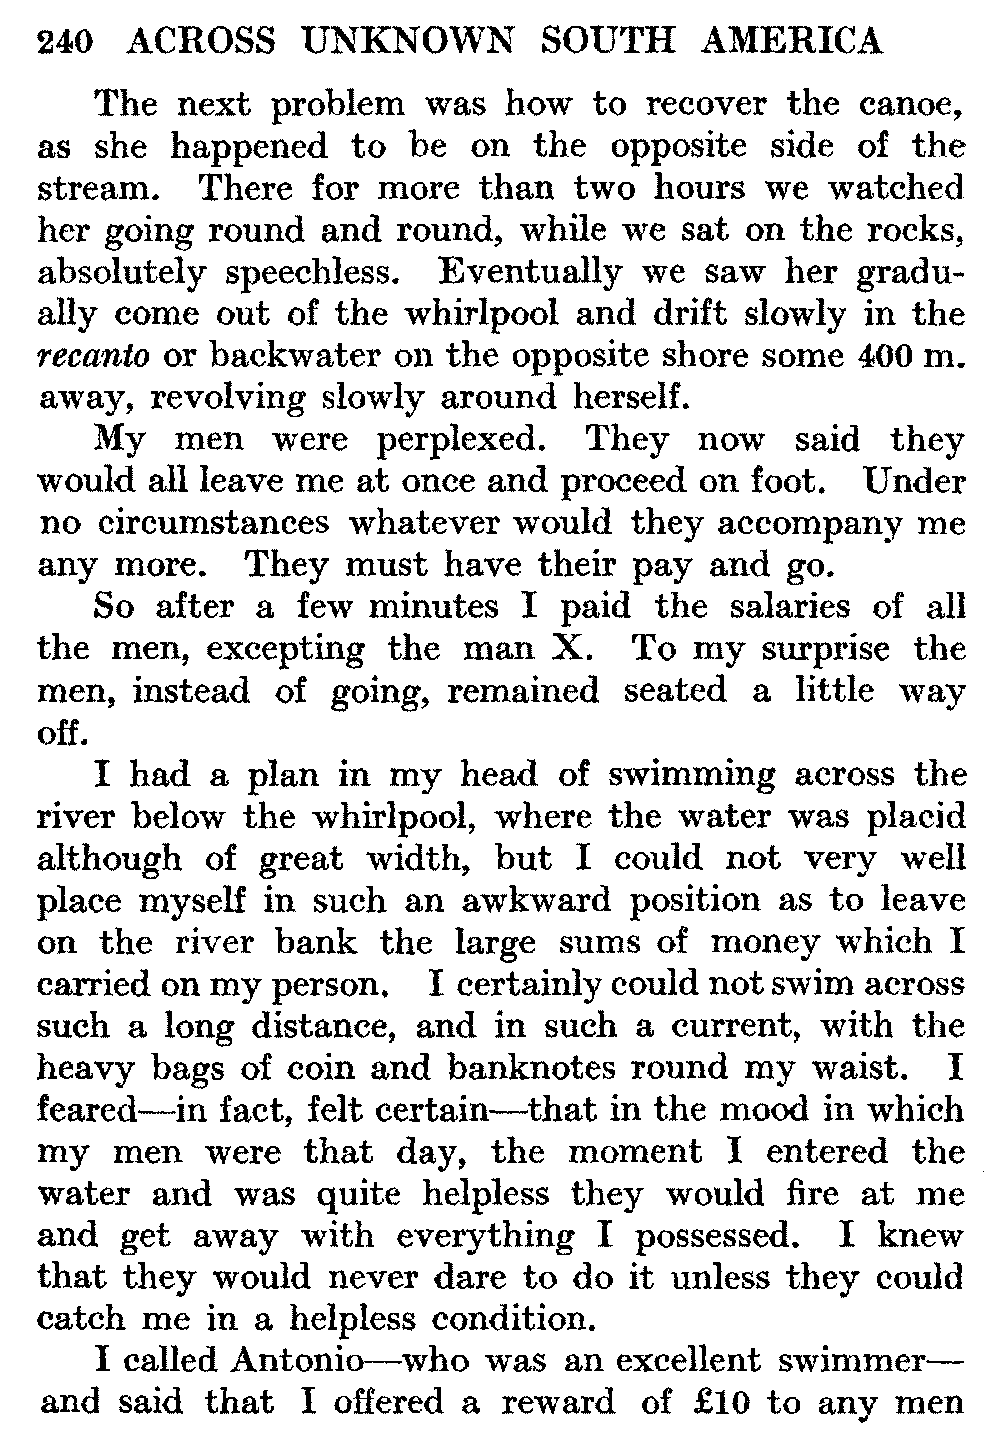 240 ACROSS UNKNOWN SOUTH AMERICA
The next problem was how to recover the canoe,
as she happened to be on the opposite side of the
stream. There for more than two hours we watched
her going round and round, while we sat on the rocks,
absolutely speechless. Eventually we saw her gradu-
ally come out of the whirlpool and drift slowly in the
recanto or backwater on the opposite shore some 400 m.
away, revolving slowly around herself.
My men were perplexed. They now said they
would all leave me at once and proceed on foot. Under
no circumstances whatever would they accompany me
any more. They must have their pay and go.
So after a few minutes I paid the salaries of all
the men, excepting the man X. To my surprise the
men, instead of going, remained seated a little way
off.
I had a plan in my head of swimming across the
river below the whirlpool, where the water was placid
although of great width, but I could not very well
place myself in such an awkward position as to leave
on the river bank the large sums of money which I
carried on my person. I certainly could not swim across
such a long distance, and in such a current, with the
heavy bags of coin and banknotes round my waist. I
feared—in fact, felt certain—that in the mood in which
my men were that day, the moment I entered the
water and was quite helpless they would fire at me
and get away with everything I possessed. I knew
that they would never dare to do it unless they could
catch me in a helpless condition.
I called Antonio—who was an excellent swimmer—
and said that I offered a reward of £10 to any men